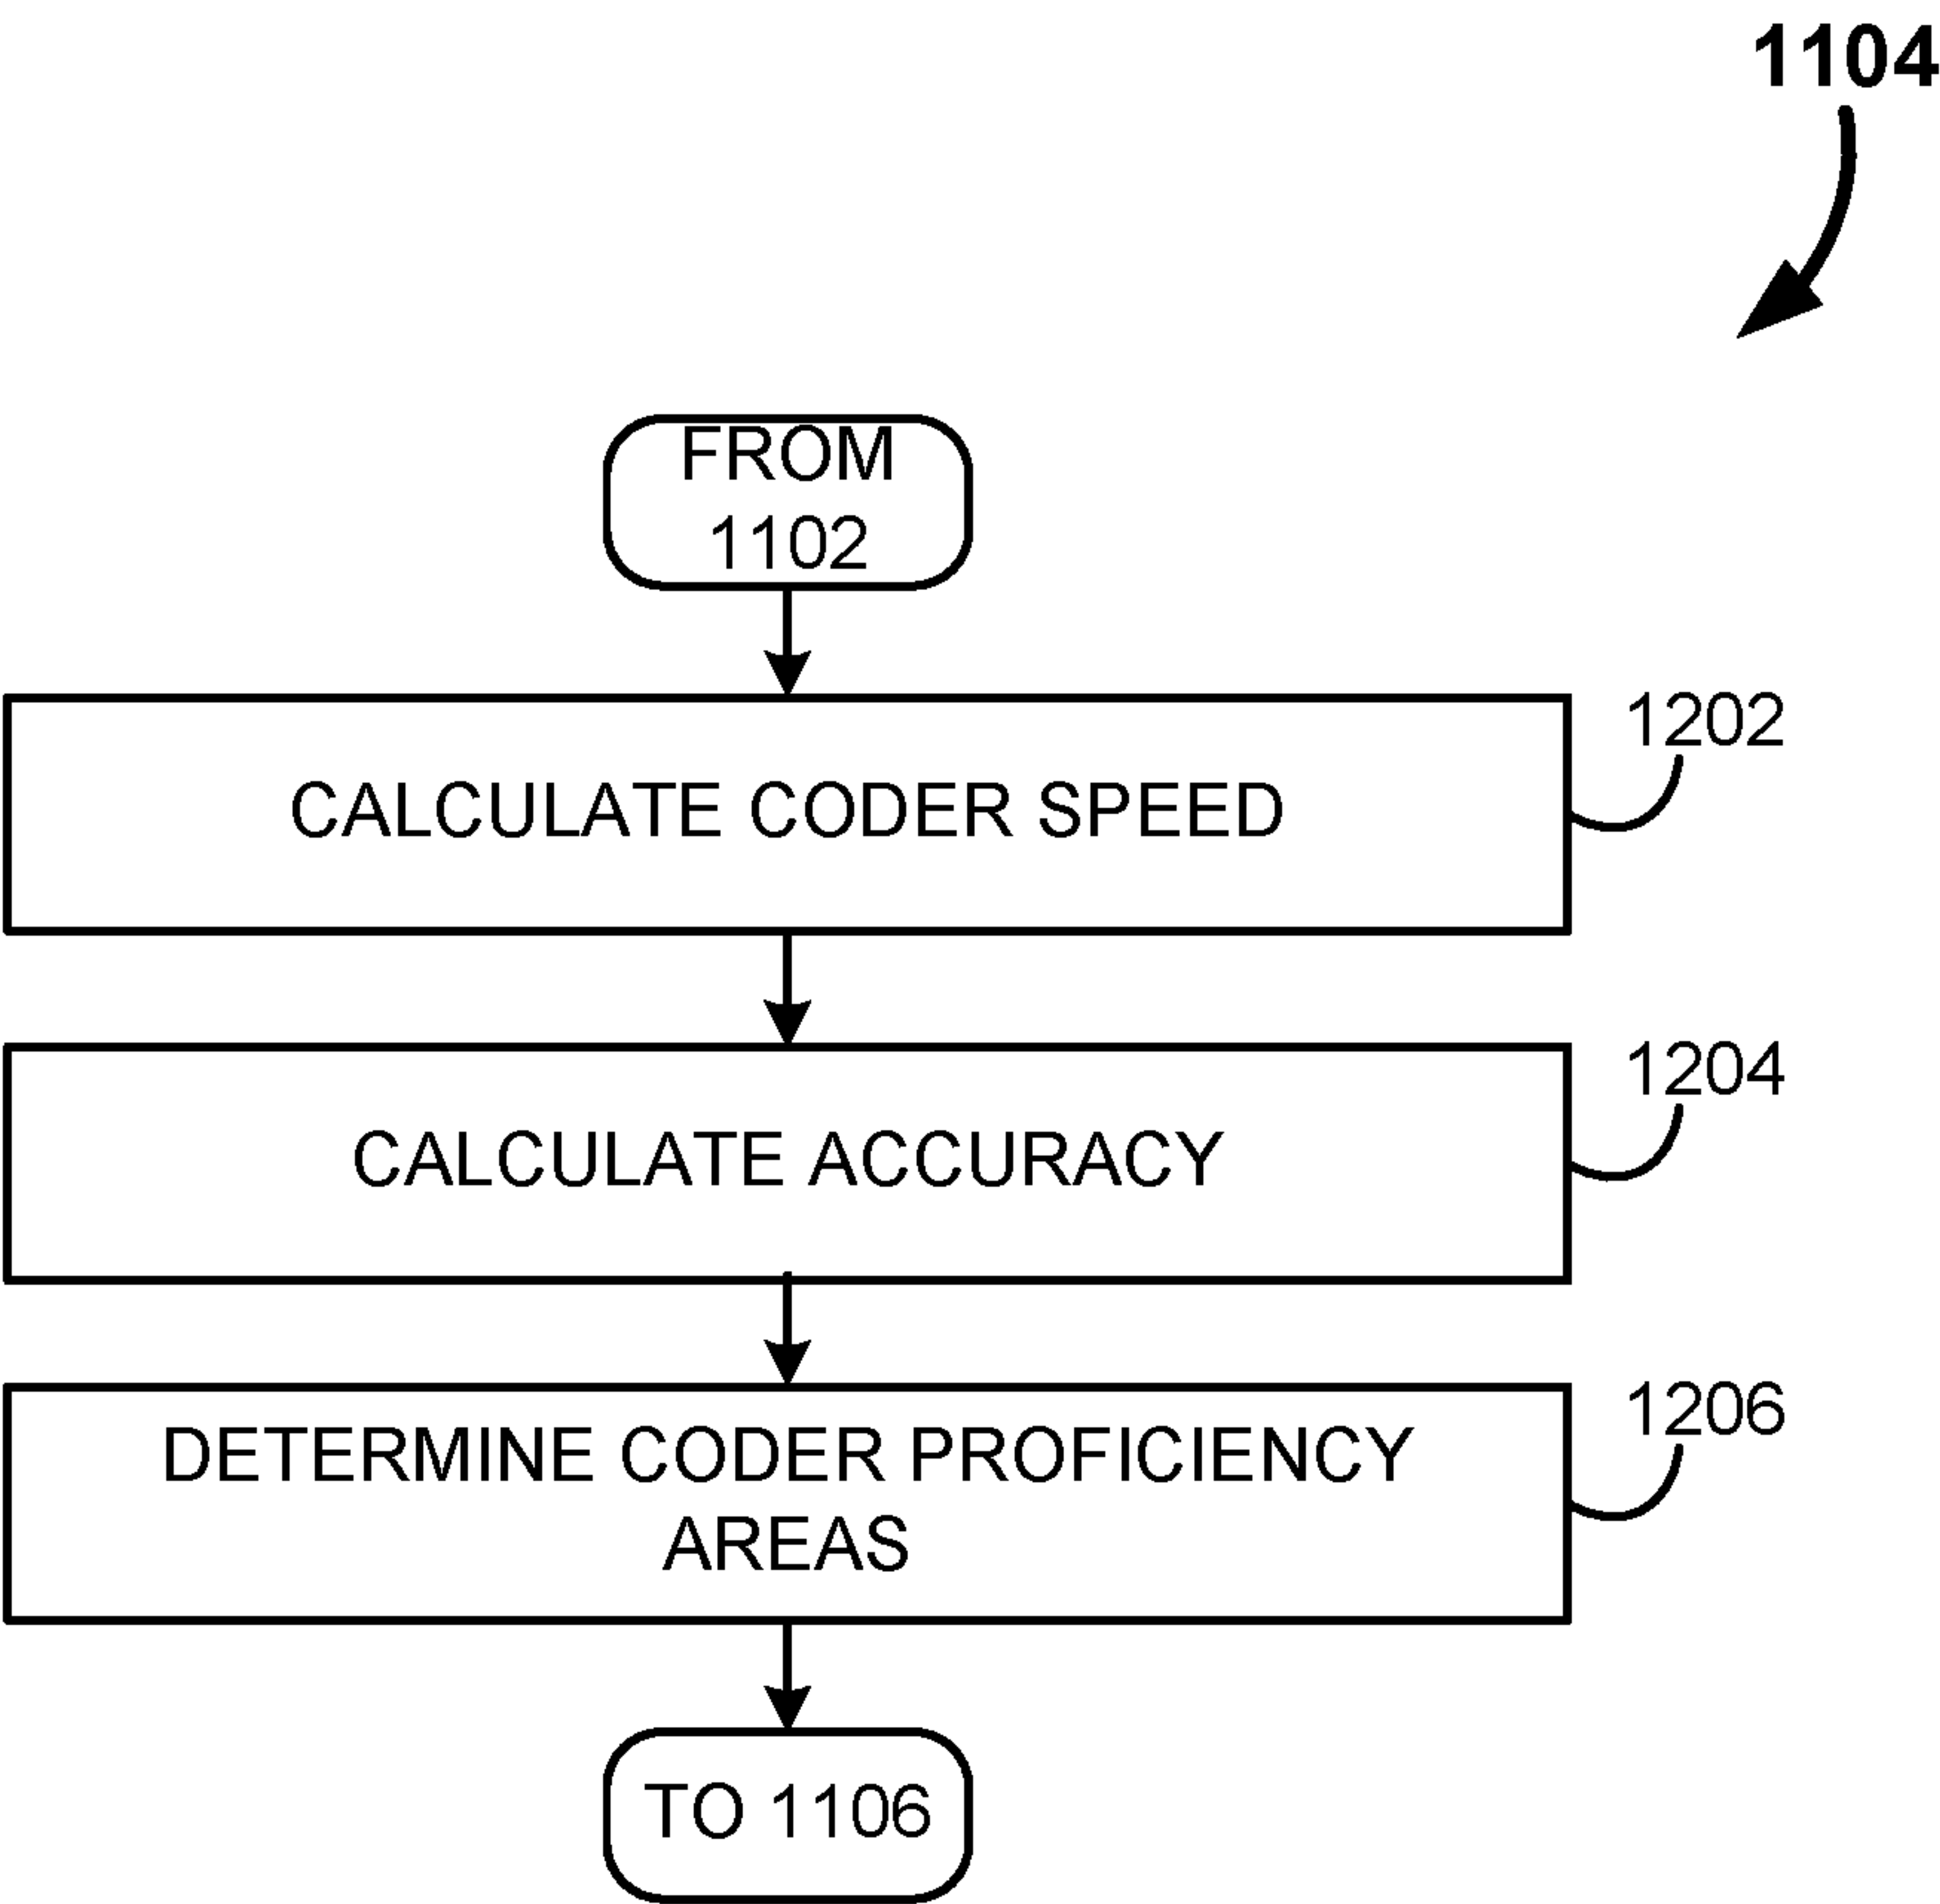 1104
FROM
1102
1202
CALCULATE CODER SPEED
1204
CALCULATE ACCURACY
1206
DETERMINE CODER PROFICIENCY
AREAS
TO 1106